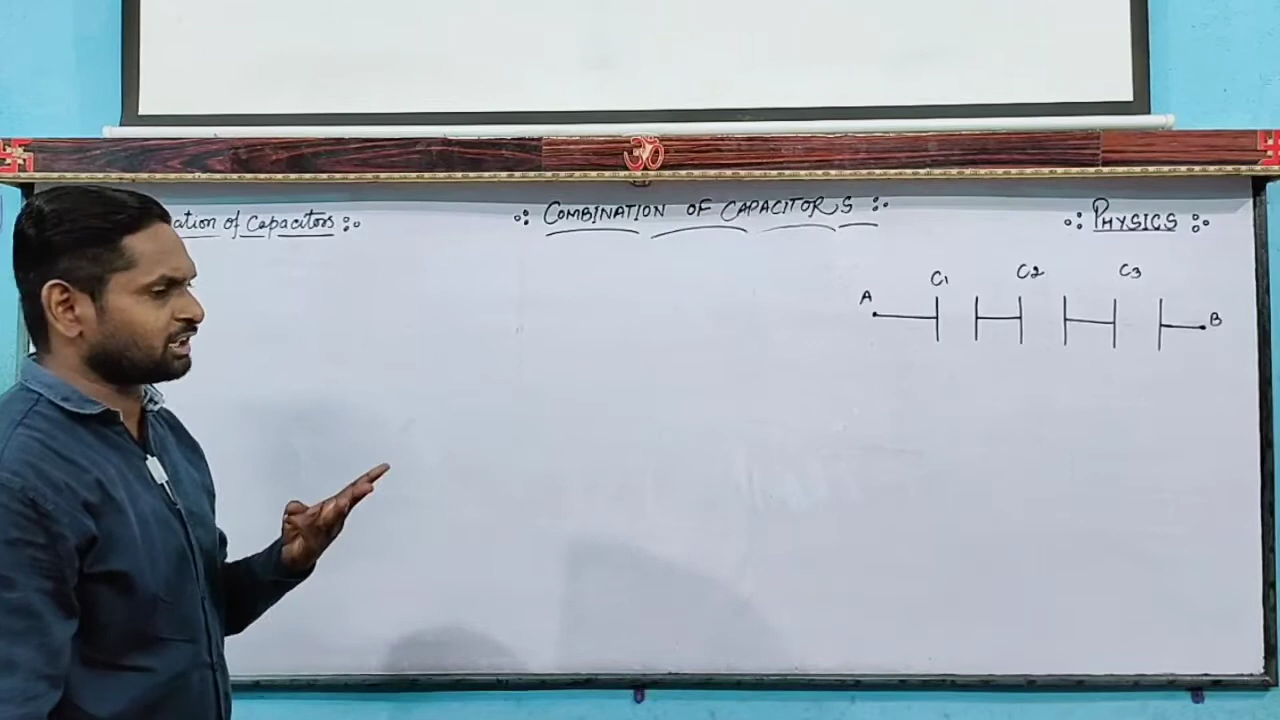 ॐ
ation of Capacitors
COMBINATION OF CAPACITORS
PHYSICS
C1 C2 C3
A B